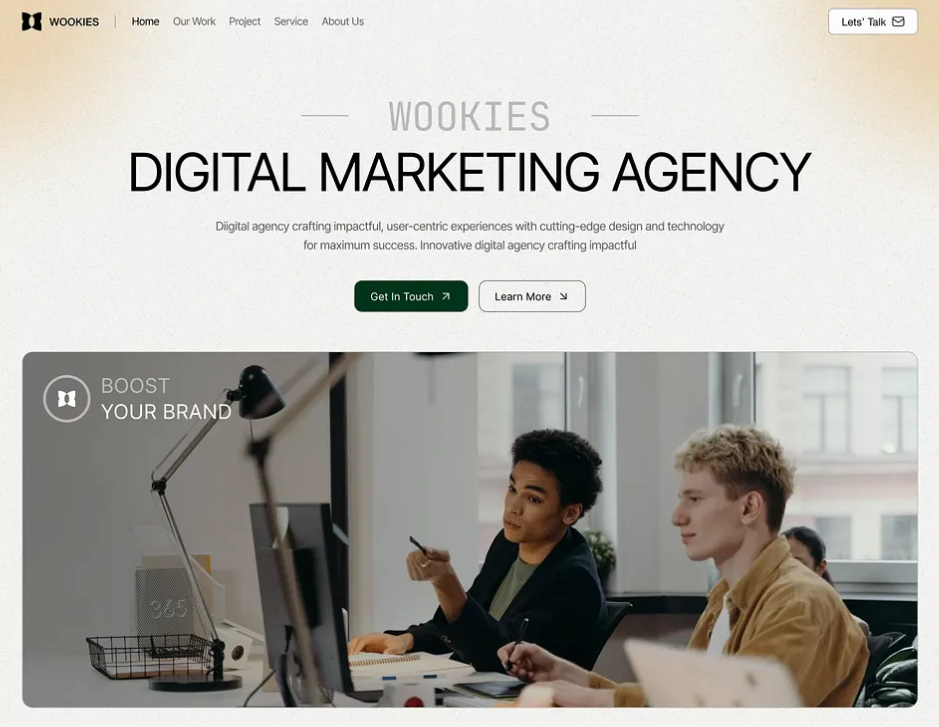 WOOKIES
Home
Our Work
Project
Service
About Us
Lets' Talk
WOOKIES
DIGITAL MARKETING AGENCY
Diigital agency crafting impactful, user-centric experiences with cutting-edge design and technology
for maximum success. Innovative digital agency crafting impactful
Get In Touch
Learn More
BOOST
YOUR BRAND
365